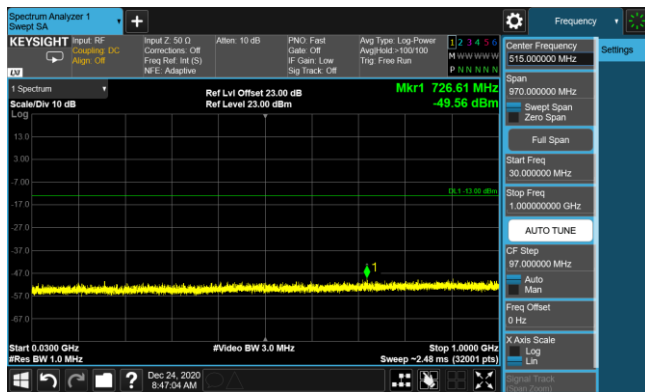 Spectrum Analyzer 1
Swept SA
Frequency
KEYSIGHT
Input: RF
Coupling: DC
Align: Off
LXI
Input Z: 50 Ω
Corrections: Off
Freq Ref: Int (S)
NFE: Adaptive
Atten: 10 dB
PNO: Fast
Gate: Off
IF Gain: Low
Sig Track: Off
Avg Type: Log-Power
Avg|Hold:>100/100
Trig: Free Run
1 2 3 4 5 6
M W W W W W
P N N N N N
1 Spectrum
Scale/Div 10 dB
Log
Ref Lvl Offset 23.00 dB
Ref Level 23.00 dBm
Mkr1 726.61 MHz
-49.56 dBm
13.0
3.00
-7.00
-17.0
-27.0
-37.0
-47.0
-57.0
-67.0
DL1 -13.00 dBm
1
Start 0.0300 GHz
#Res BW 1.0 MHz
#Video BW 3.0 MHz
Stop 1.0000 GHz
Sweep ~2.48 ms (32001 pts)
Center Frequency
515.000000 MHz
Settings
Span
970.000000 MHz
Swept Span
Zero Span
Full Span
Start Freq
30.000000 MHz
Stop Freq
1.000000000 GHz
AUTO TUNE
CF Step
97.000000 MHz
Auto
Man
Freq Offset
0 Hz
X Axis Scale
Log
Lin
Signal Track
(Span Zoom)
?
Dec 24, 2020
8:47:04 AM